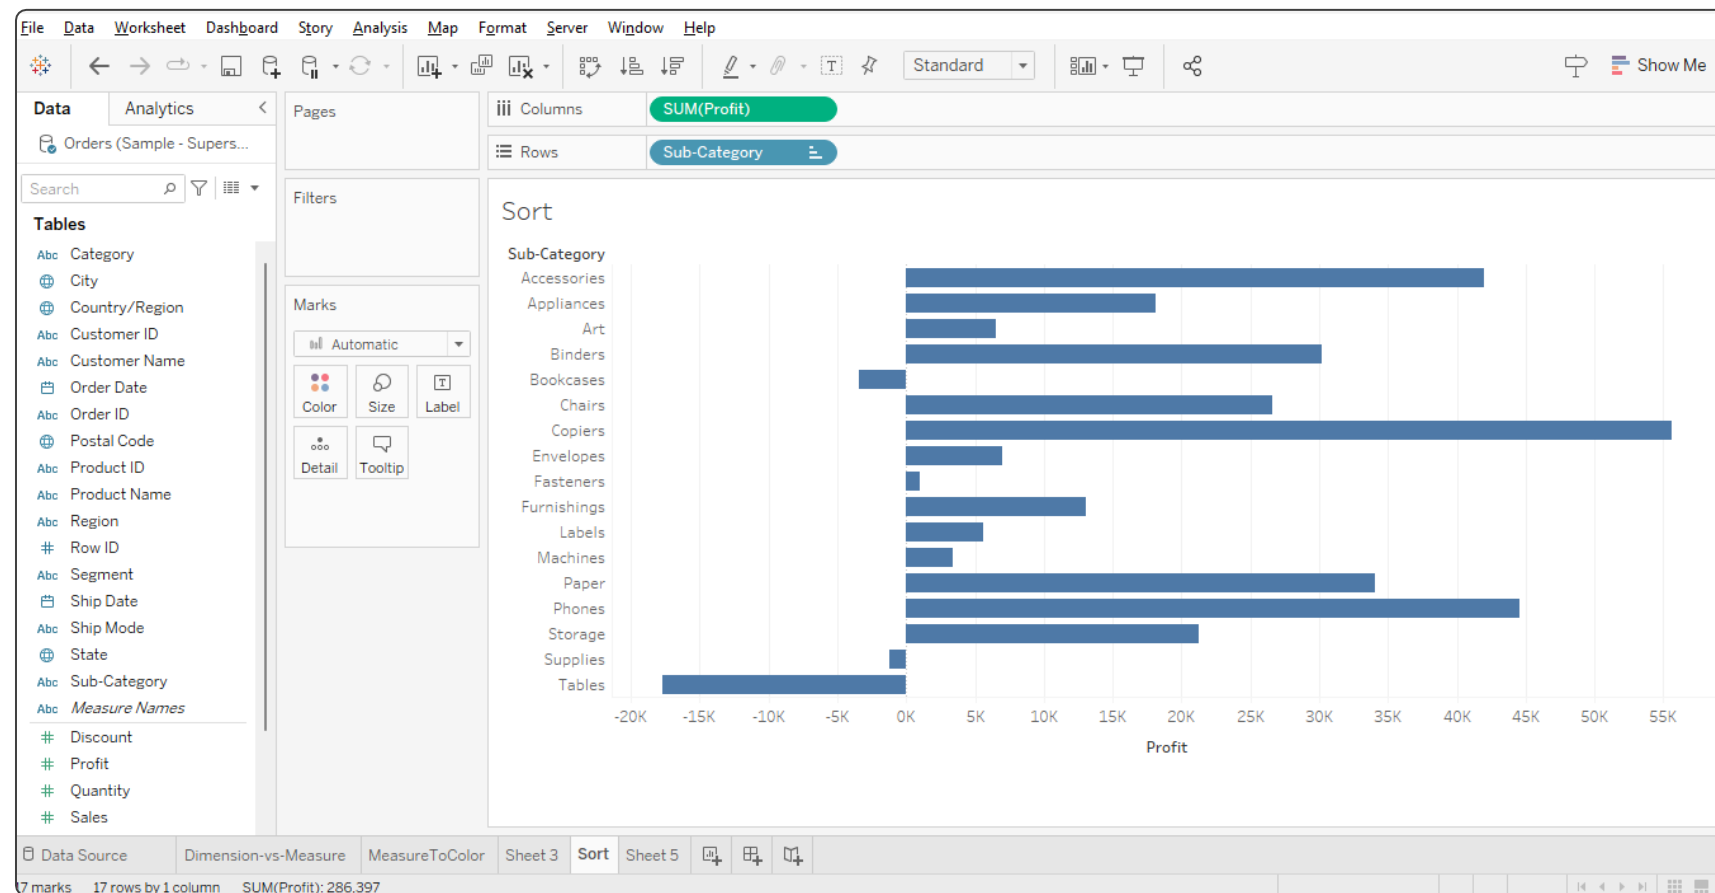 File Data Worksheet Dashboard Story Analysis Map Format Server Window Help
Standard
Show Me
Data Analytics
Orders (Sample - Supers...
Search
Tables
Abc Category
City
Country/Region
Abc Customer ID
Abc Customer Name
Order Date
Abc Order ID
Postal Code
Abc Product ID
Abc Product Name
Abc Region
# Row ID
Abc Segment
Ship Date
Abc Ship Mode
State
Abc Sub-Category
Abc Measure Names
# Discount
# Profit
# Quantity
# Sales
Pages
Filters
Marks
Automatic
Color Size T Label
Detail Tooltip
Columns SUM(Profit)
Rows Sub-Category
Sort
Sub-Category
Accessories
Appliances
Art
Binders
Bookcases
Chairs
Copiers
Envelopes
Fasteners
Furnishings
Labels
Machines
Paper
Phones
Storage
Supplies
Tables
-20K -15K -10K -5K 0K 5K 10K 15K 20K 25K 30K 35K 40K 45K 50K 55K
Profit
Data Source Dimension-vs-Measure MeasureToColor Sheet 3 Sort Sheet 5
17 marks 17 rows by 1 column SUM(Profit): 286,397